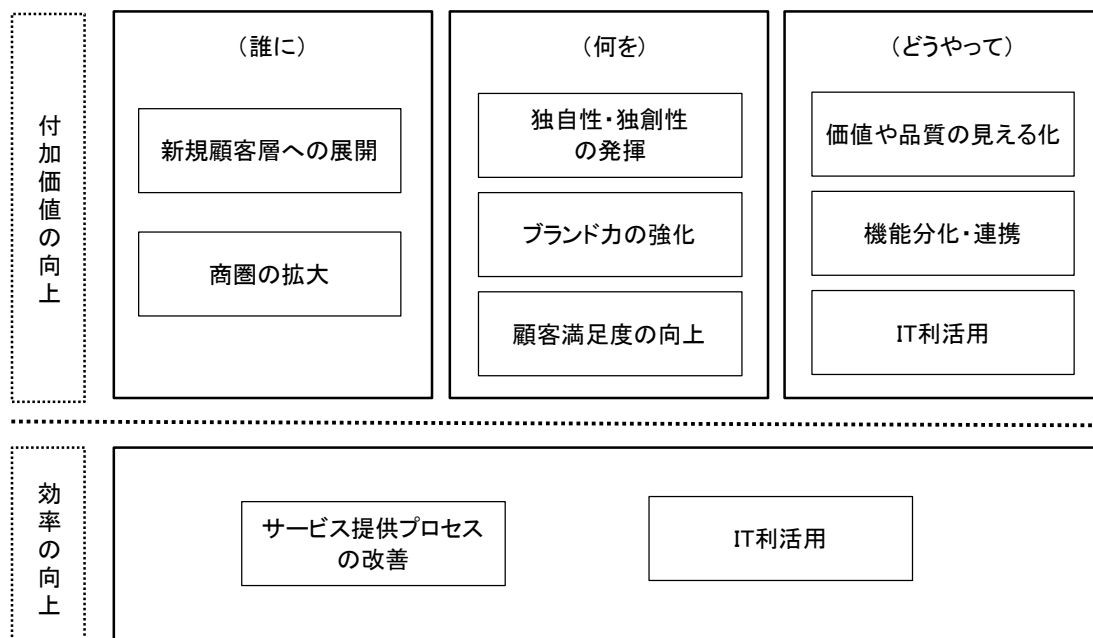 付加価値の向上
(誰に)
新規顧客層への展開
商圏の拡大
(何を)
独自性・独創性
の発揮
ブランド力の強化
顧客満足度の向上
(どうやって)
価値や品質の見える化
機能分化・連携
IT利活用
効率の向上
サービス提供プロセス
の改善
IT利活用